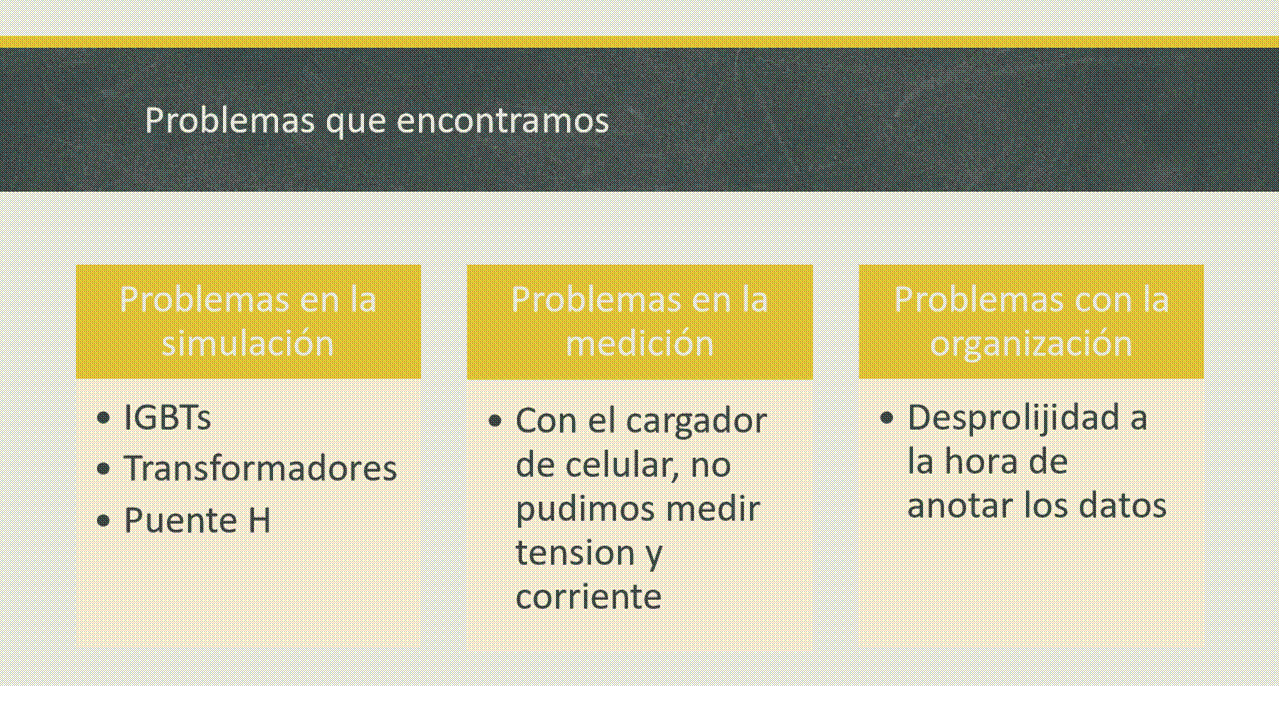 Problemas que encontramos
Problemas en la
simulación
• IGBTs
• Transformadores
• Puente H
Problemas en la
medición
• Con el cargador
de celular, no
pudimos medir
tension y
corriente
Problemas con la
organización
• Desprolijidad a
la hora de
anotar los datos